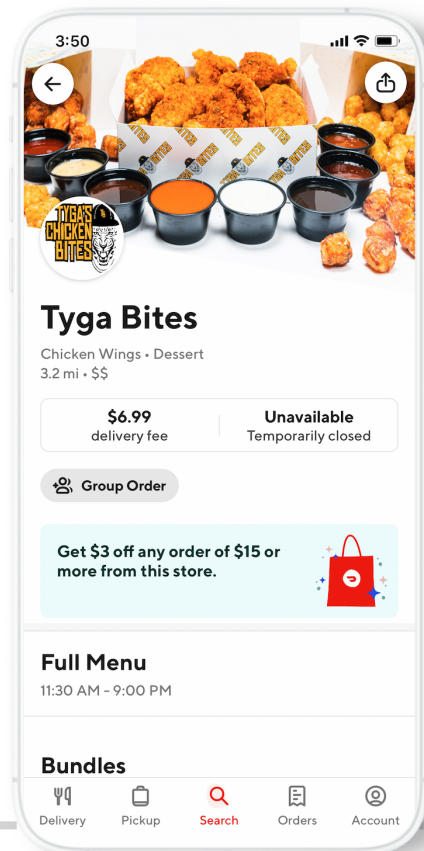 3:50
TYGA BITES
TYGA'S
CHICKEN
BITES
Tyga Bites
Chicken Wings • Dessert
3.2 mi • $$
$6.99
delivery fee
Unavailable
Temporarily closed
Group Order
Get $3 off any order of $15 or
more from this store.
Full Menu
11:30 AM - 9:00 PM
Bundles
Delivery
Pickup
Search
Orders
Account